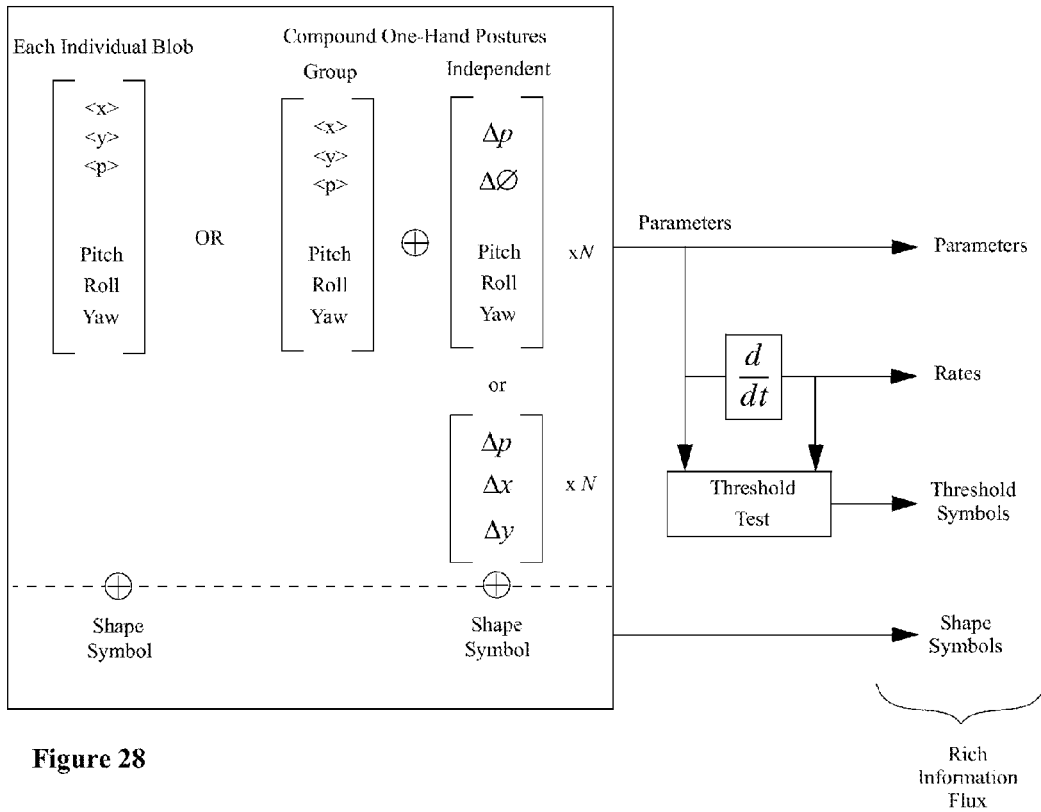 Each Individual Blob
<x>
<y>
<p>
Pitch
Roll
Yaw
OR
Compound One-Hand Postures
Group
<x>
<y>
<p>
Pitch
Roll
Yaw
⊕
Independent
Δp
Δ∅
Pitch
Roll
Yaw
xN
or
Δp
Δx
Δy
x N
⊕
Shape
Symbol
⊕
Shape
Symbol
Parameters
Parameters
d
dt
Rates
Threshold
Test
Threshold
Symbols
Shape
Symbols
Rich
Information
Flux
Figure 28